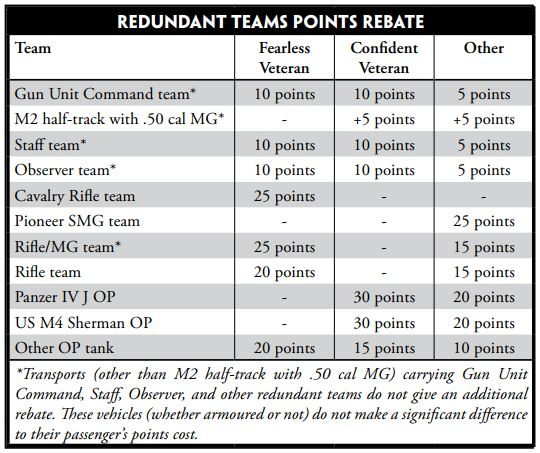 REDUNDANT TEAMS POINTS REBATE
Team Fearless Veteran Confident Veteran Other
Gun Unit Command team* 10 points 10 points 5 points
M2 half-track with .50 cal MG* - +5 points +5 points
Staff team* 10 points 10 points 5 points
Observer team* 10 points 10 points 5 points
Cavalry Rifle team 25 points - -
Pioneer SMG team - - 25 points
Rifle/MG team* 25 points - 15 points
Rifle team 20 points - 15 points
Panzer IV J OP - 30 points 20 points
US M4 Sherman OP - 30 points 20 points
Other OP tank 20 points 15 points 10 points
*Transports (other than M2 half-track with .50 cal MG) carrying Gun Unit
Command, Staff, Observer, and other redundant teams do not give an additional
rebate. These vehicles (whether armoured or not) do not make a significant difference
to their passenger's points cost.